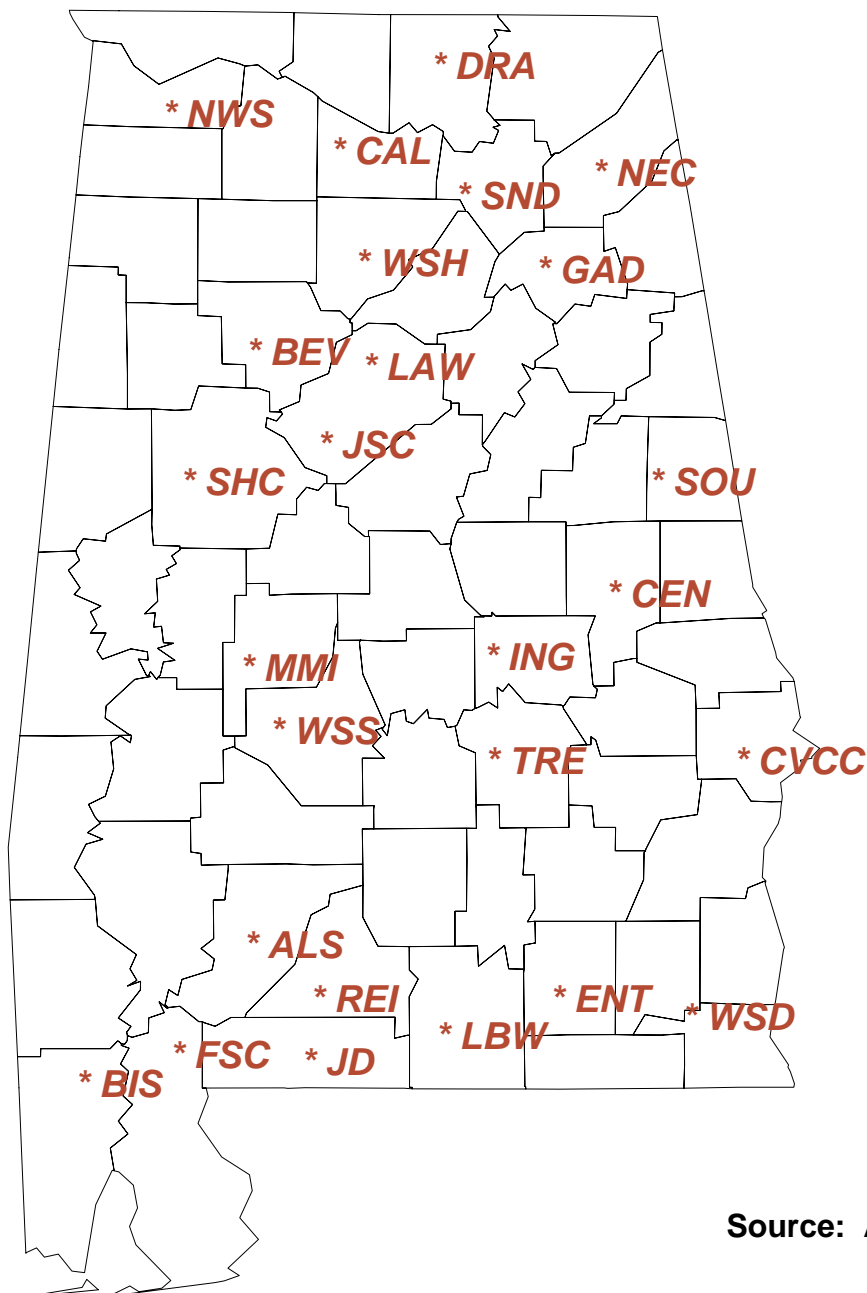 * DRA
* NWS
* CAL
* NEC
* SND
* WSH
* GAD
* BEV
* LAW
* JSC
* SHC
* SOU
* CEN
* MMI
* ING
* WSS
* TRE
* CVCC
* ALS
* REI
* ENT
* WSD
* LBW
* FSC
* JD
* BIS
Source: